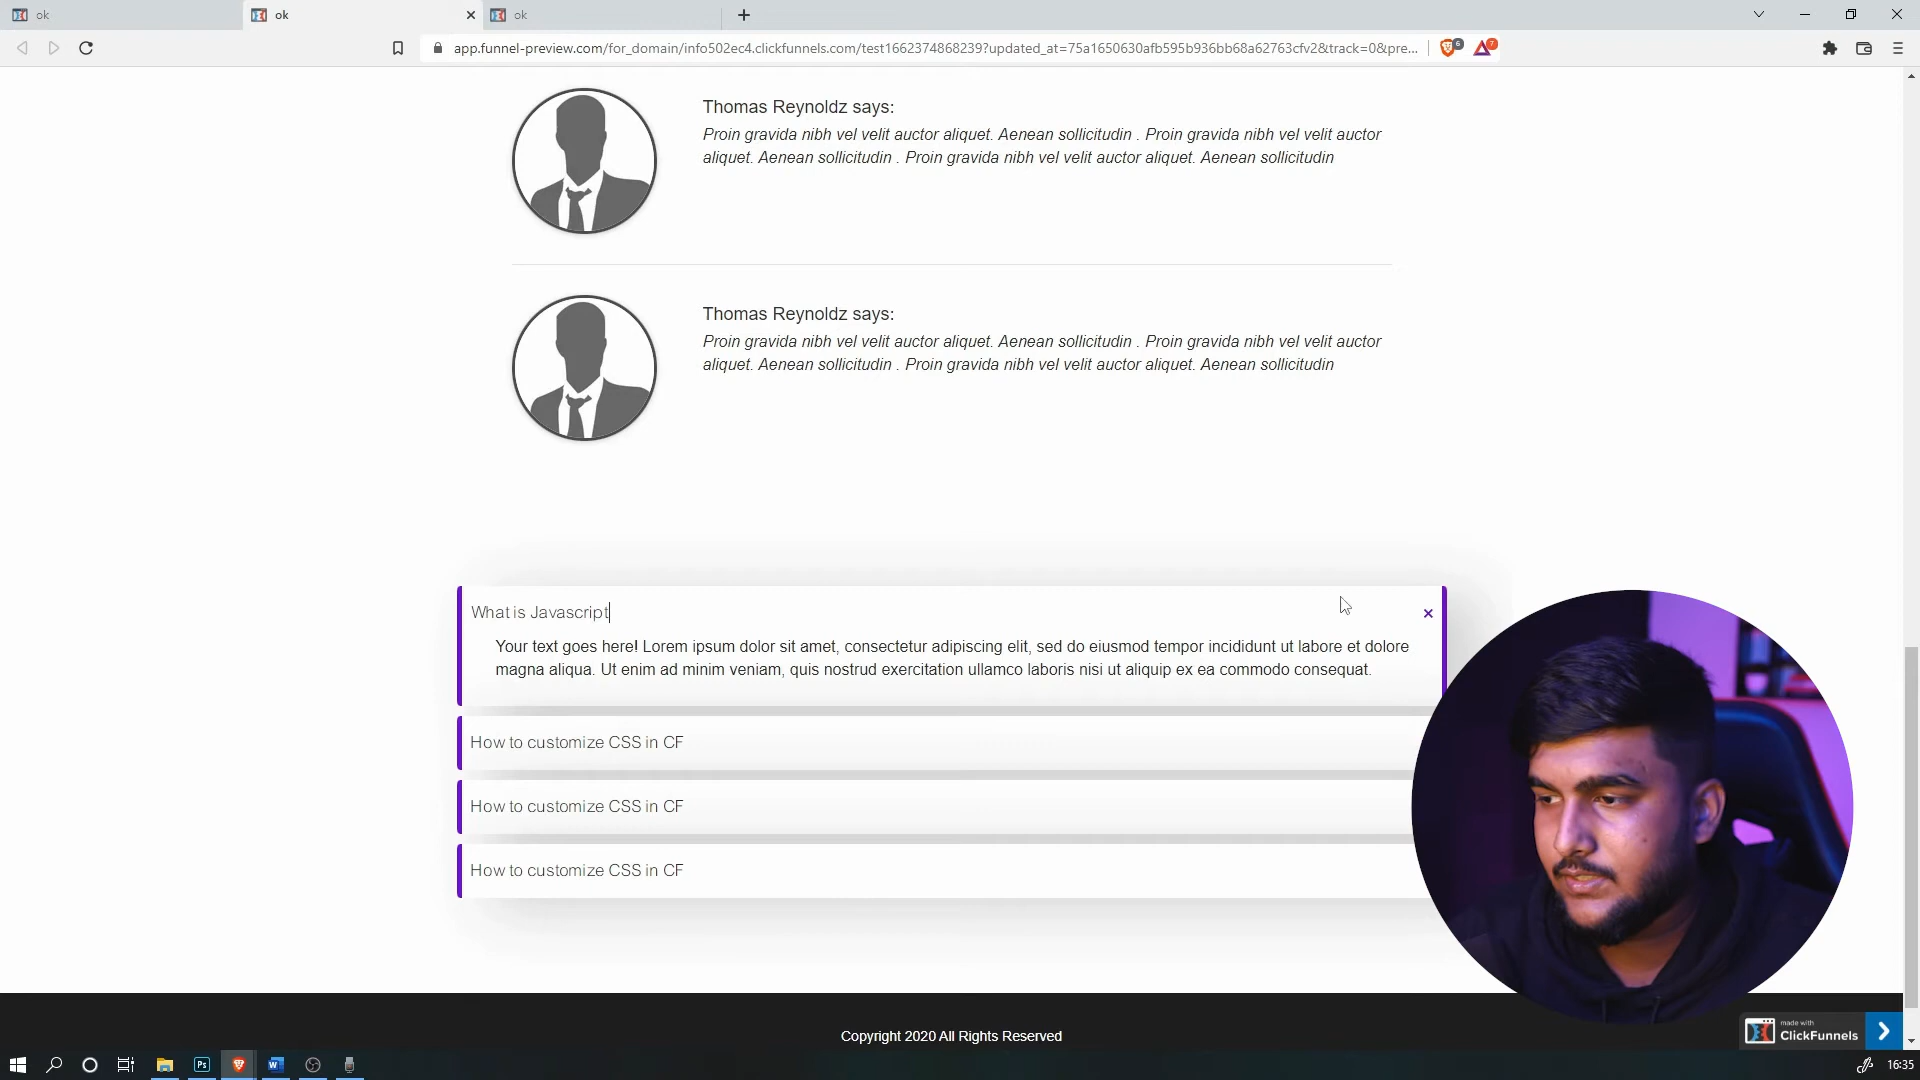 ok
ok
ok
app.funnel-preview.com/for_domain/info502ec4.clickfunnels.com/test1662374868239?updated_at=75a1650630afb595b936bb68a62763cfv2&track=0&pre...
6
7
Thomas Reynoldz says:
Proin gravida nibh vel velit auctor aliquet. Aenean sollicitudin . Proin gravida nibh vel velit auctor
aliquet. Aenean sollicitudin . Proin gravida nibh vel velit auctor aliquet. Aenean sollicitudin
Thomas Reynoldz says:
Proin gravida nibh vel velit auctor aliquet. Aenean sollicitudin . Proin gravida nibh vel velit auctor
aliquet. Aenean sollicitudin . Proin gravida nibh vel velit auctor aliquet. Aenean sollicitudin
What is Javascript
Your text goes here! Lorem ipsum dolor sit amet, consectetur adipiscing elit, sed do eiusmod tempor incididunt ut labore et dolore
magna aliqua. Ut enim ad minim veniam, quis nostrud exercitation ullamco laboris nisi ut aliquip ex ea commodo consequat.
How to customize CSS in CF
How to customize CSS in CF
How to customize CSS in CF
Copyright 2020 All Rights Reserved
made with
ClickFunnels
Ps
W
16:35